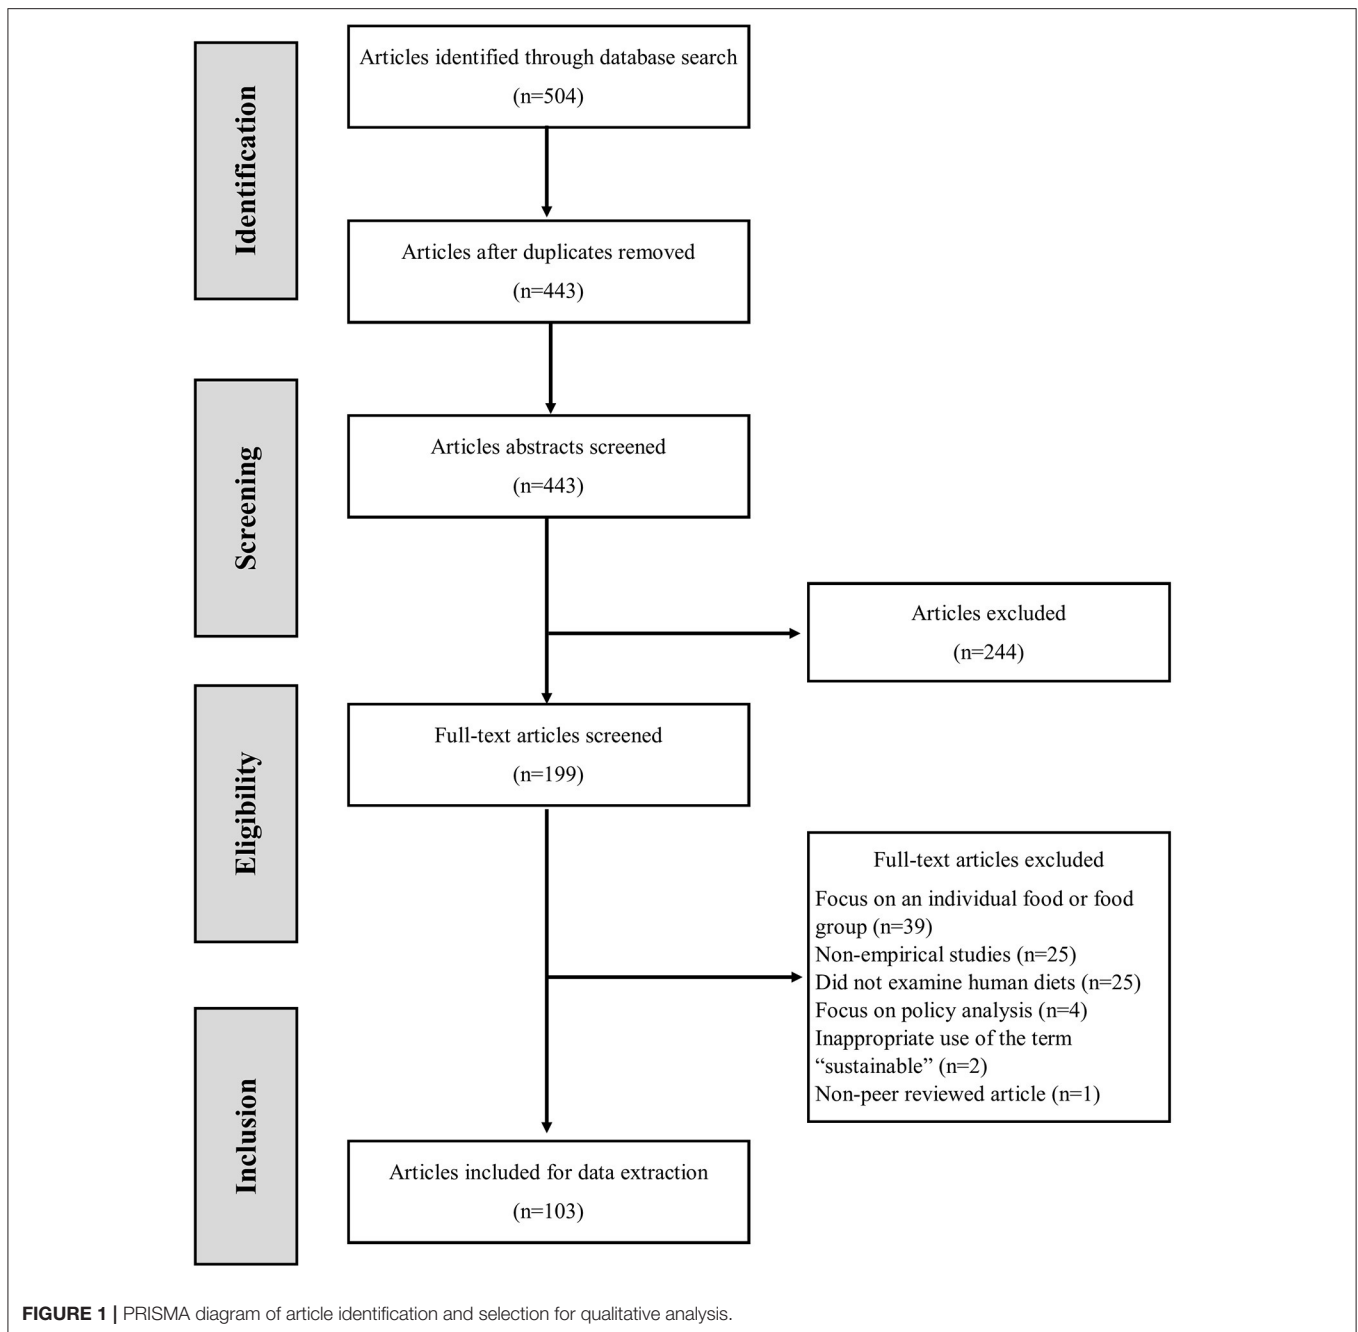 Identification
Articles identified through database search
(n=504)
Articles after duplicates removed
(n=443)
Screening
Articles abstracts screened
(n=443)
Articles excluded
(n=244)
Eligibility
Full-text articles screened
(n=199)
Full-text articles excluded
Focus on an individual food or food
group (n=39)
Non-empirical studies (n=25)
Did not examine human diets (n=25)
Focus on policy analysis (n=4)
Inappropriate use of the term
“sustainable” (n=2)
Non-peer reviewed article (n=1)
Inclusion
Articles included for data extraction
(n=103)
FIGURE 1 | PRISMA diagram of article identification and selection for qualitative analysis.